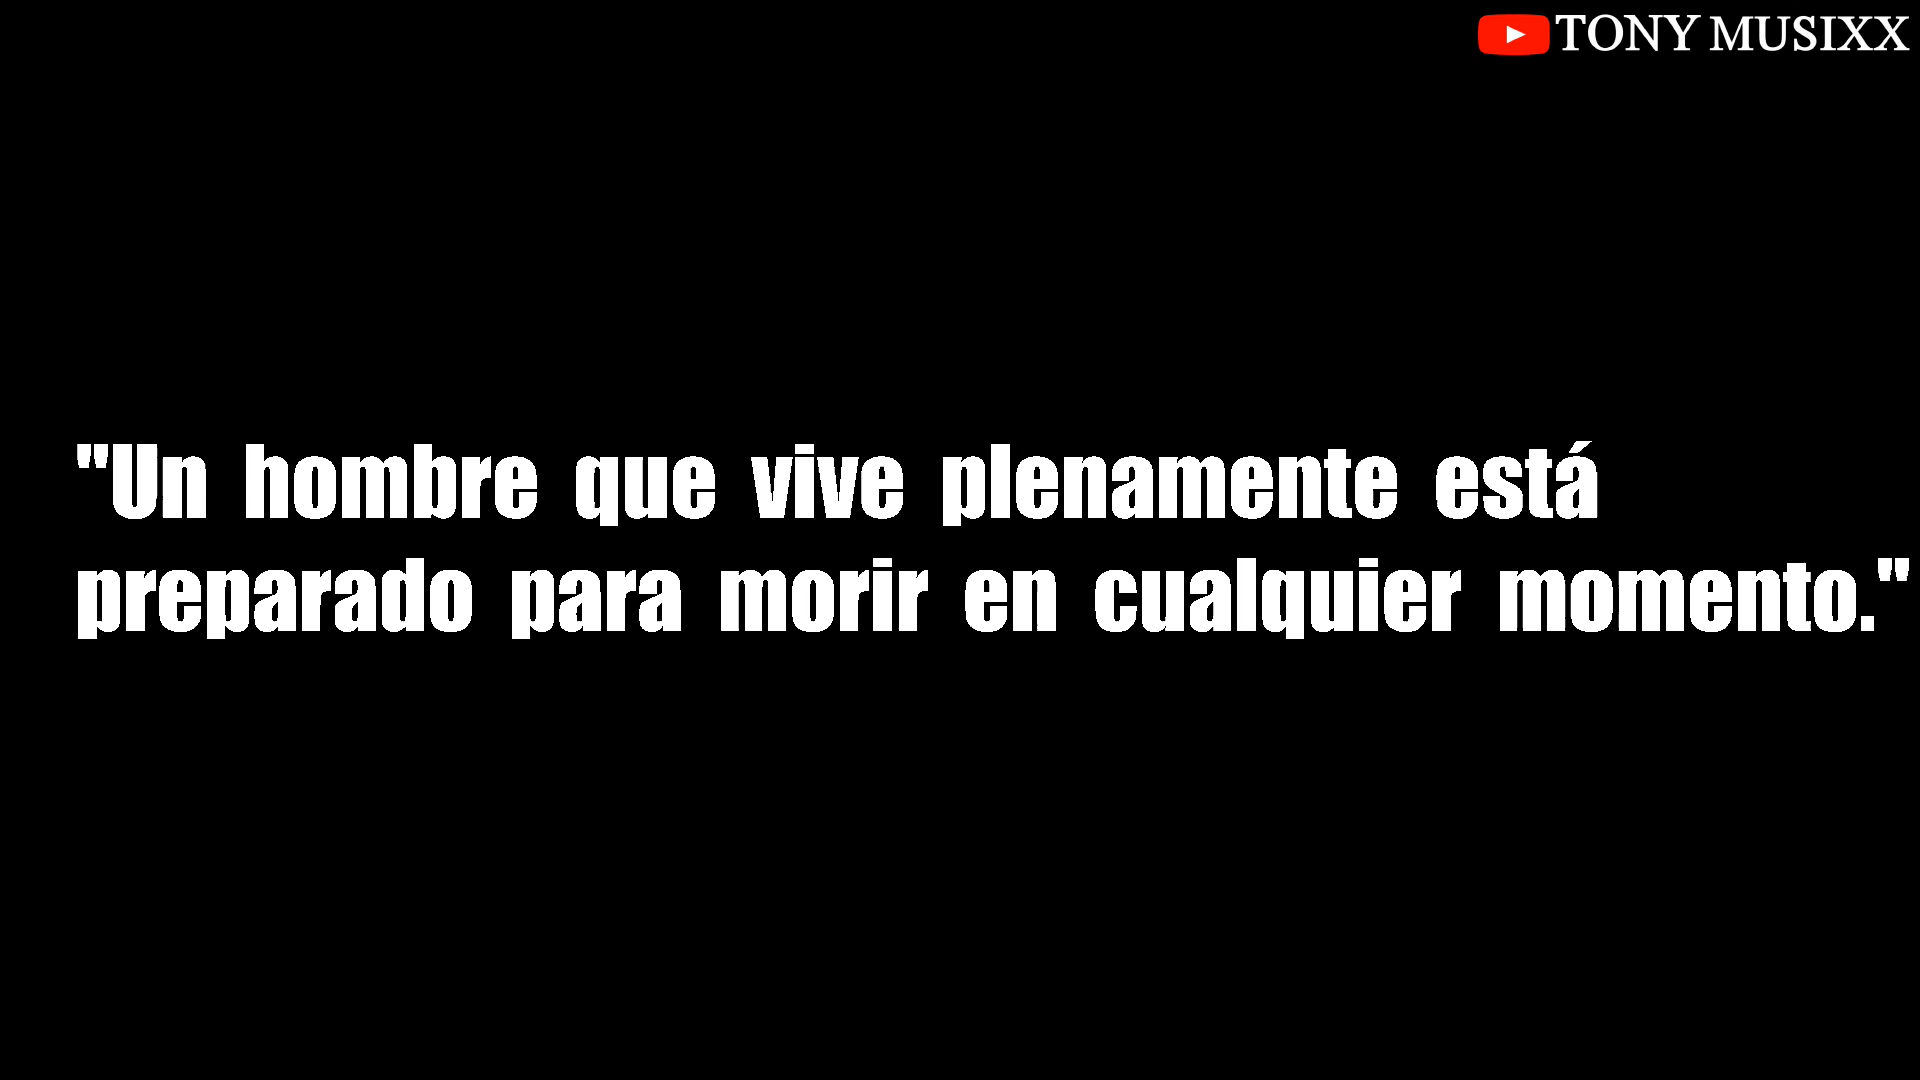 TONY MUSIXX
"Un hombre que vive plenamente está
preparado para morir en cualquier momento."